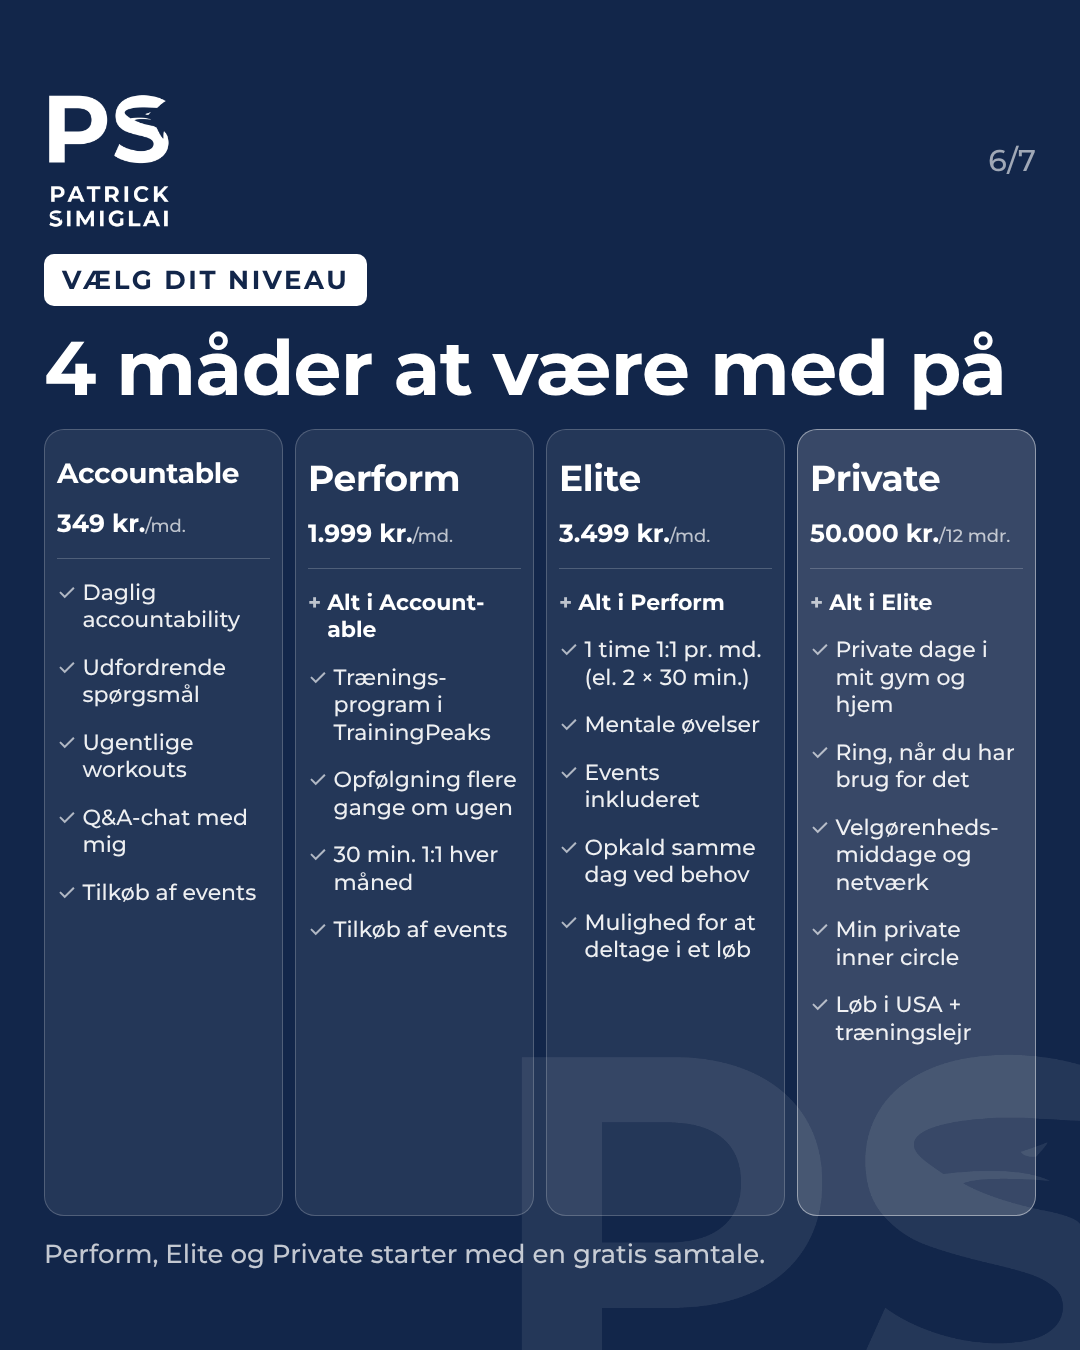 PS
PATRICK
SIMIGLAI
6/7
VÆLG DIT NIVEAU
4 måder at være med på
Accountable
349 kr./md.
Daglig
accountability
Udfordrende
spørgsmål
Ugentlige
workouts
Q&A-chat med
mig
Tilkøb af events
Perform
1.999 kr./md.
+ Alt i Account-
able
Trænings-
program i
TrainingPeaks
Opfølgning flere
gange om ugen
30 min. 1:1 hver
måned
Tilkøb af events
Elite
3.499 kr./md.
+ Alt i Perform
1 time 1:1 pr. md.
(el. 2 × 30 min.)
Mentale øvelser
Events
inkluderet
Opkald samme
dag ved behov
Mulighed for at
deltage i et løb
Private
50.000 kr./12 mdr.
+ Alt i Elite
Private dage i
mit gym og
hjem
Ring, når du har
brug for det
Velgørenheds-
middage og
netværk
Min private
inner circle
Løb i USA +
træningslejr
Perform, Elite og Private starter med en gratis samtale.
PS